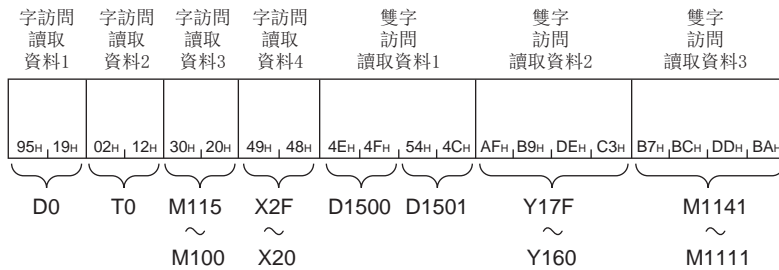 字訪問 字訪問 字訪問 字訪問 雙字 雙字 雙字
讀取 讀取 讀取 讀取 訪問 訪問 訪問
資料1 資料2 資料3 資料4 讀取資料1 讀取資料2 讀取資料3
95H 19H 02H 12H 30H 20H 49H 48H 4EH 4FH 54H 4CH AFH B9H DEH C3H B7H BCH DDH BAH
D0 T0 M115 X2F D1500 D1501 Y17F M1141
～ ～ ～ ～
M100 X20 Y160 M1111